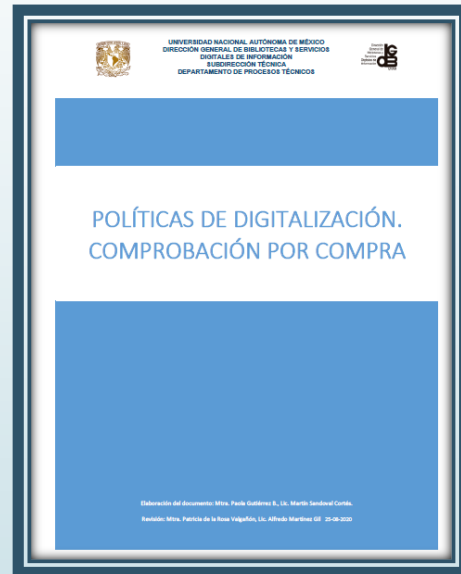 UNIVERSIDAD NACIONAL AUTÓNOMA DE MÉXICO
DIRECCIÓN GENERAL DE BIBLIOTECAS Y SERVICIOS
DIGITALES DE INFORMACIÓN
SUBDIRECCIÓN TÉCNICA
DEPARTAMENTO DE PROCESOS TÉCNICOS
POLÍTICAS DE DIGITALIZACIÓN.
COMPROBACIÓN POR COMPRA
Elaboración del documento: Mtra. Paola Gutiérrez B., Lic. Martín Sandoval Cortés.
Revisión: Mtra. Patricia de la Rosa Valgañón, Lic. Alfredo Martínez Gil 25-08-2020